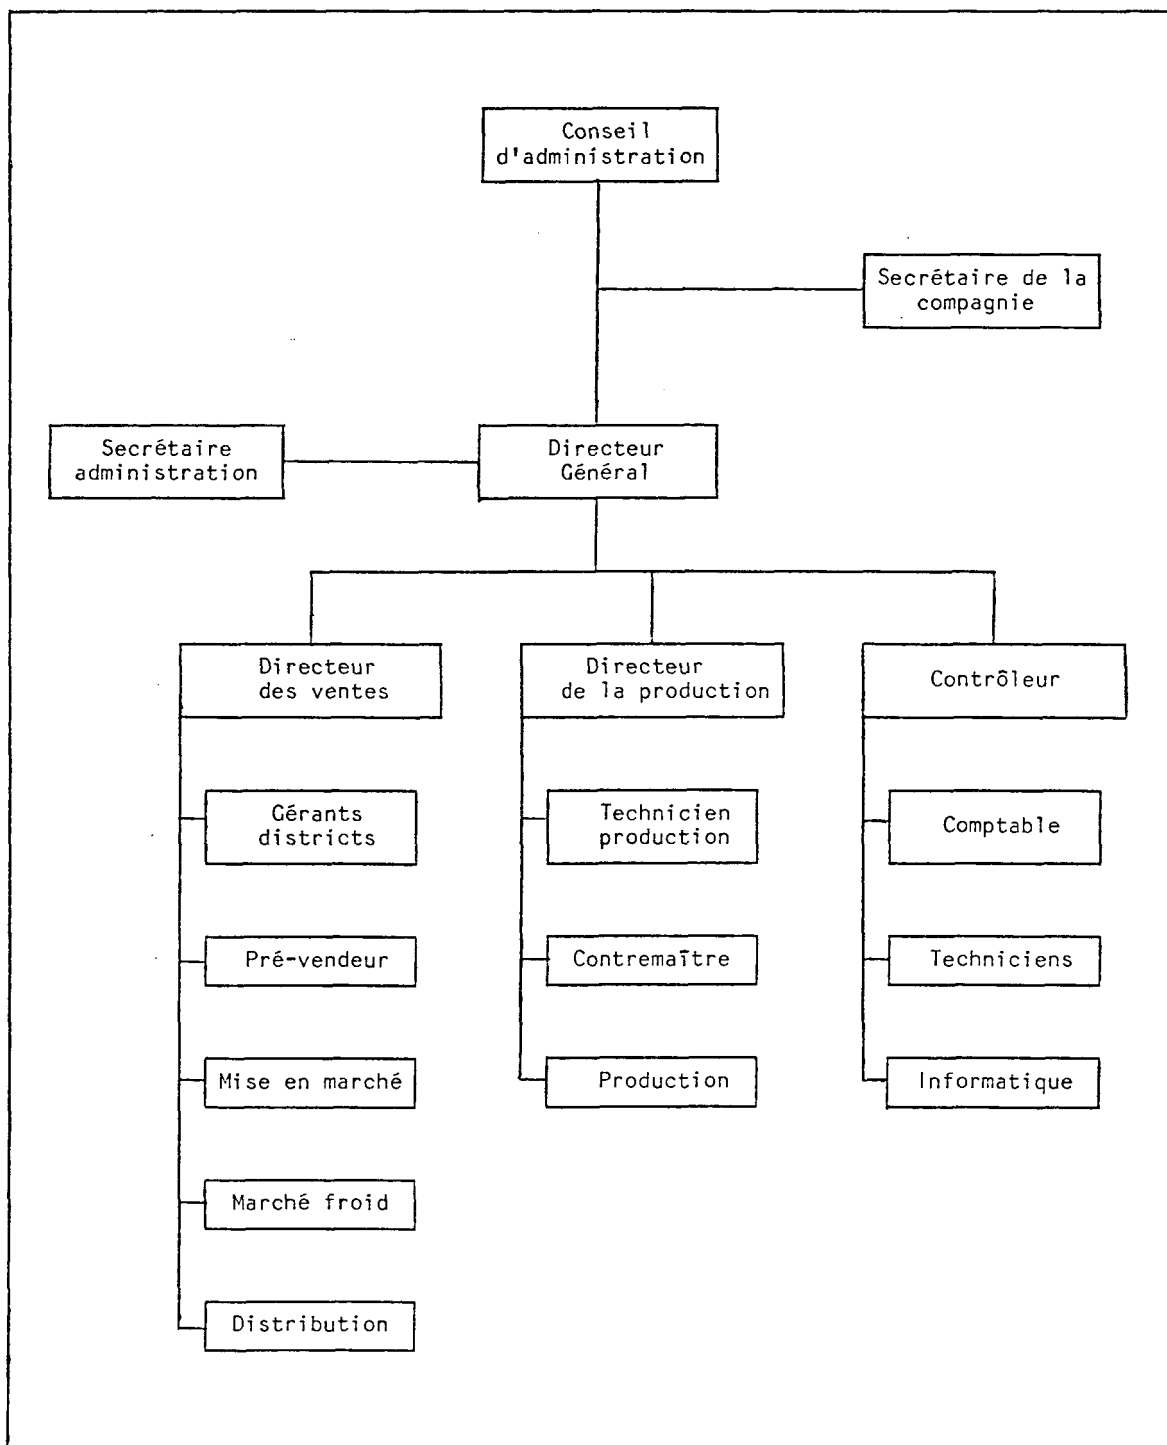 Conseil
d'administration
Secrétaire de la
compagnie
Secrétaire
administration
Directeur
Général
Directeur
des ventes
Directeur
de la production
Contrôleur
Gérants
districts
Technicien
production
Comptable
Pré-vendeur
Contremaître
Techniciens
Mise en marché
Production
Informatique
Marché froid
Distribution